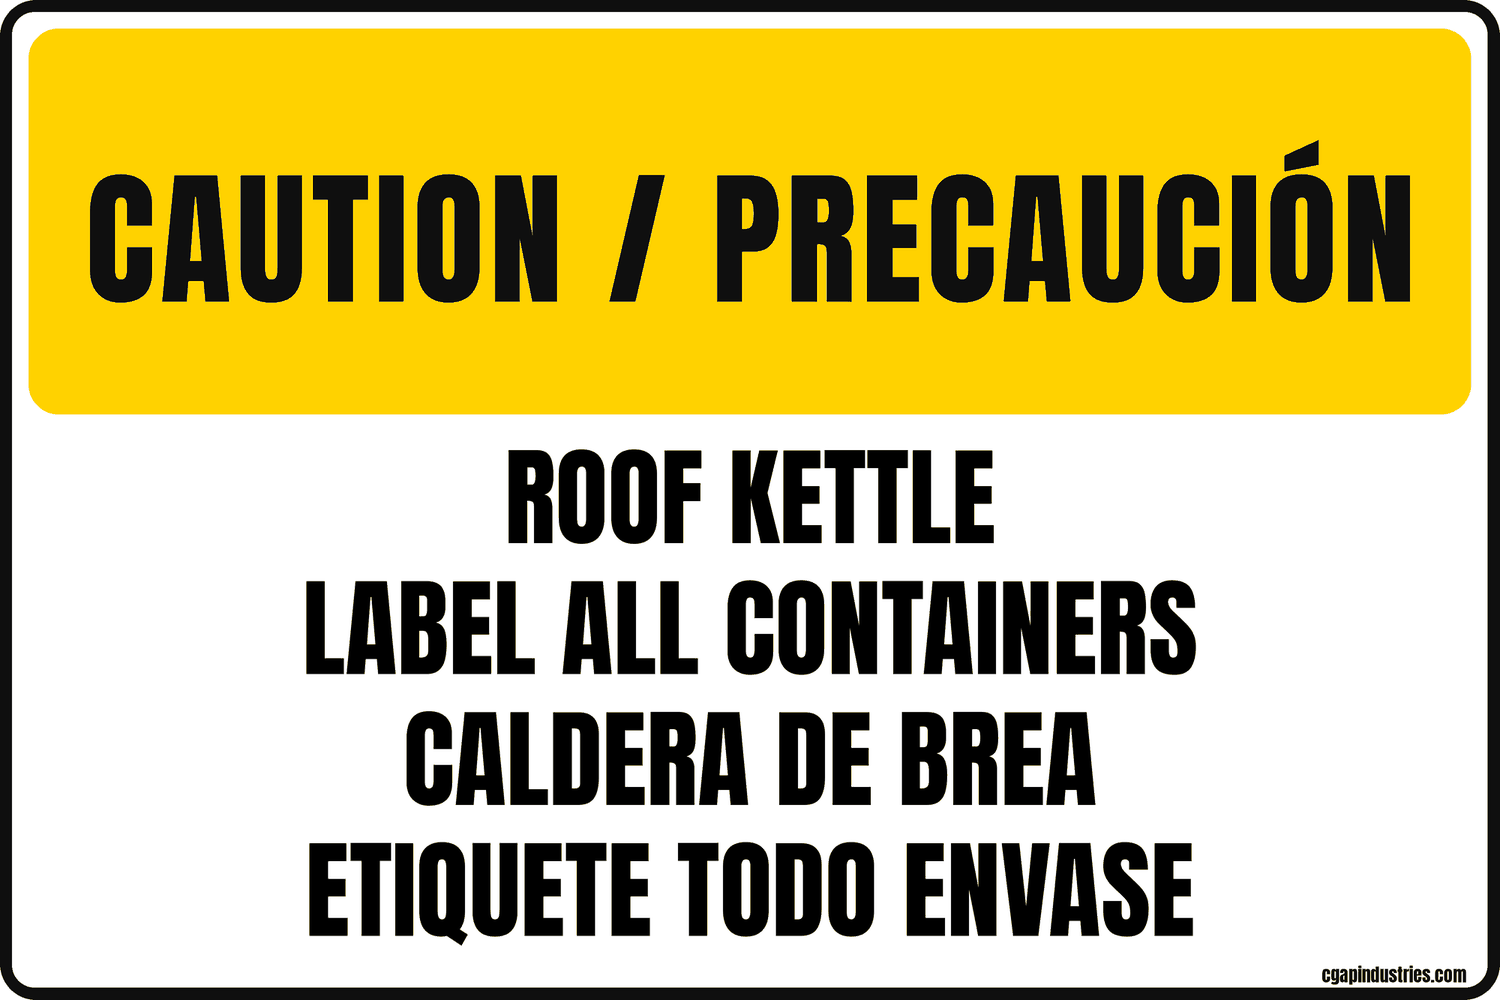 CAUTION / PRECAUCIÓN
ROOF KETTLE
LABEL ALL CONTAINERS
CALDERA DE BREA
ETIQUETE TODO ENVASE
cgapindustries.com